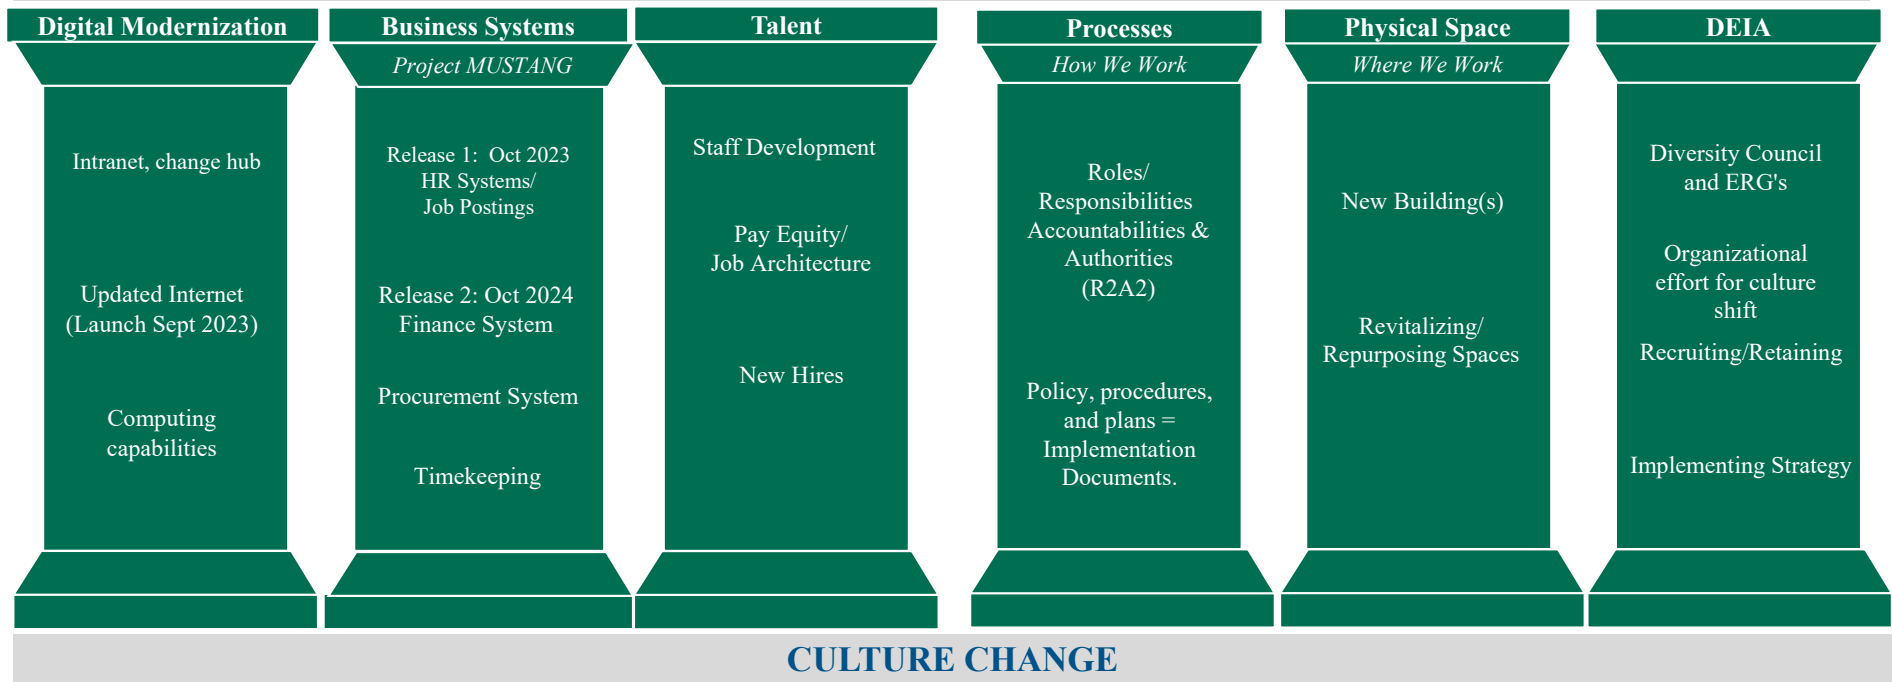 Digital Modernization
Intranet, change hub
Updated Internet
(Launch Sept 2023)
Computing
capabilities
Business Systems
Project MUSTANG
Release 1:  Oct 2023
HR Systems/
Job Postings
Release 2: Oct 2024
Finance System
Procurement System
Timekeeping
Talent
Staff Development
Pay Equity/
Job Architecture
New Hires
Processes
How We Work
Roles/
Responsibilities
Accountabilities &
Authorities
(R2A2)
Policy, procedures,
and plans =
Implementation
Documents.
Physical Space
Where We Work
New Building(s)
Revitalizing/
Repurposing Spaces
DEIA
Diversity Council
and ERG's
Organizational
effort for culture
shift
Recruiting/Retaining
Implementing Strategy
CULTURE CHANGE